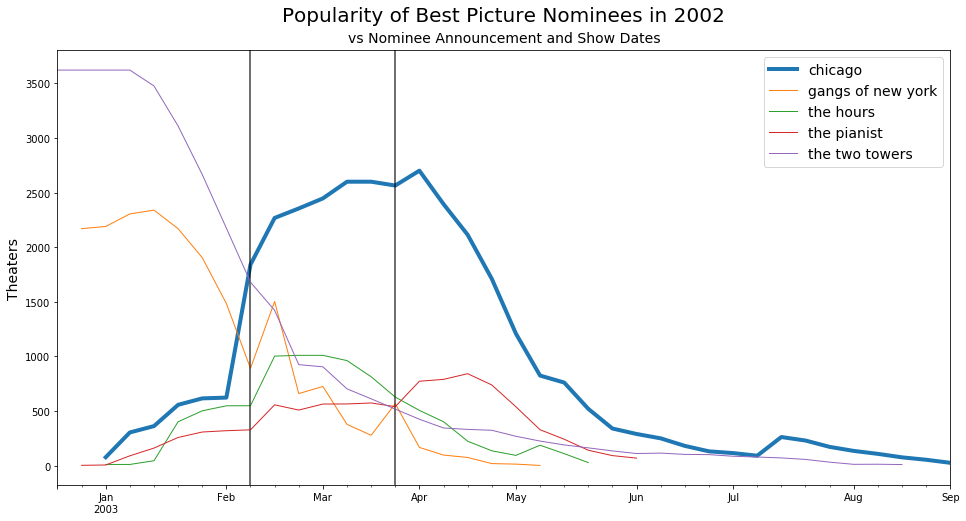 Popularity of Best Picture Nominees in 2002
vs Nominee Announcement and Show Dates
Theaters
3500
3000
2500
2000
1500
1000
500
0
chicago
gangs of new york
the hours
the pianist
the two towers
Jan Feb Mar Apr May Jun Jul Aug Sep
2003